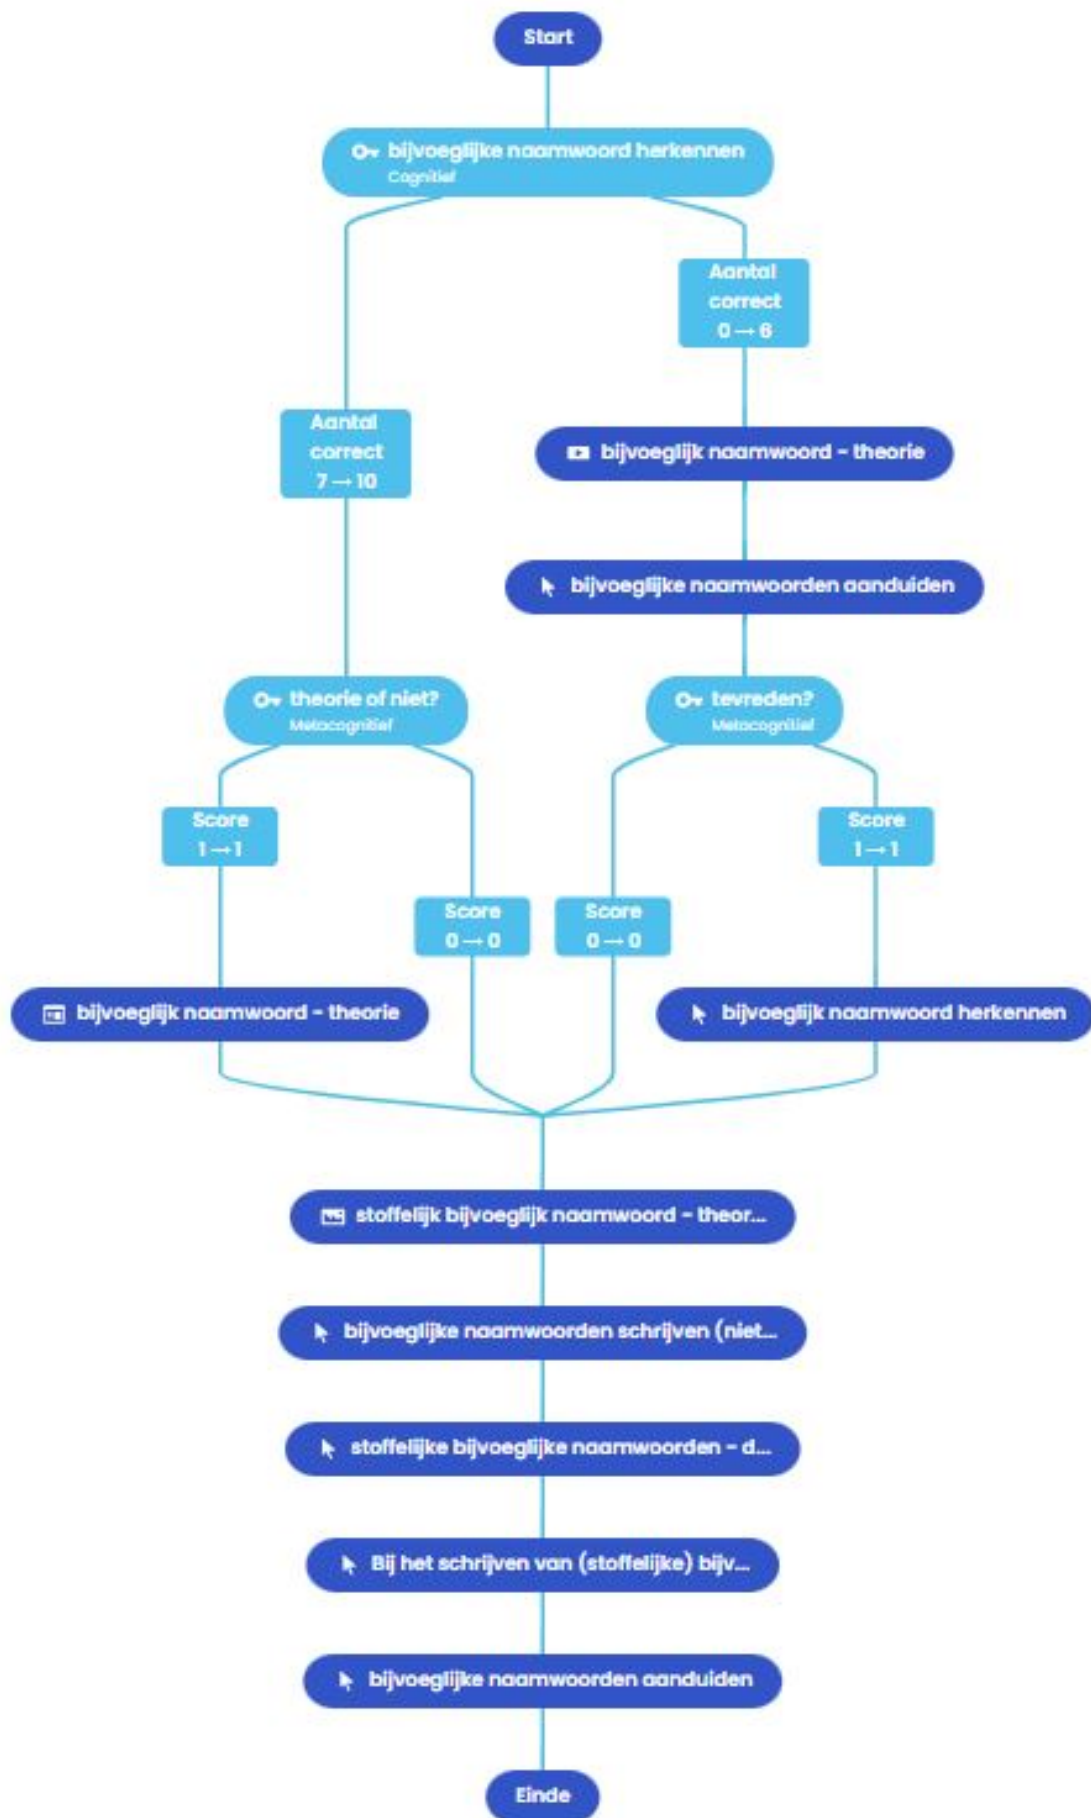 Start
bijvoeglijke naamwoord herkennen
Cognitief
Aantal
correct
0 → 6
Aantal
correct
7 → 10
bijvoeglijk naamwoord - theorie
bijvoeglijke naamwoorden aanduiden
theorie of niet?
Metacognitief
tevreden?
Metacognitief
Score
1 → 1
Score
1 → 1
Score
0 → 0
Score
0 → 0
bijvoeglijk naamwoord - theorie
bijvoeglijk naamwoord herkennen
stoffelijk bijvoeglijk naamwoord - theor...
bijvoeglijke naamwoorden schrijven (niet...
stoffelijke bijvoeglijke naamwoorden - d...
Bij het schrijven van (stoffelijke) bijv...
bijvoeglijke naamwoorden aanduiden
Einde